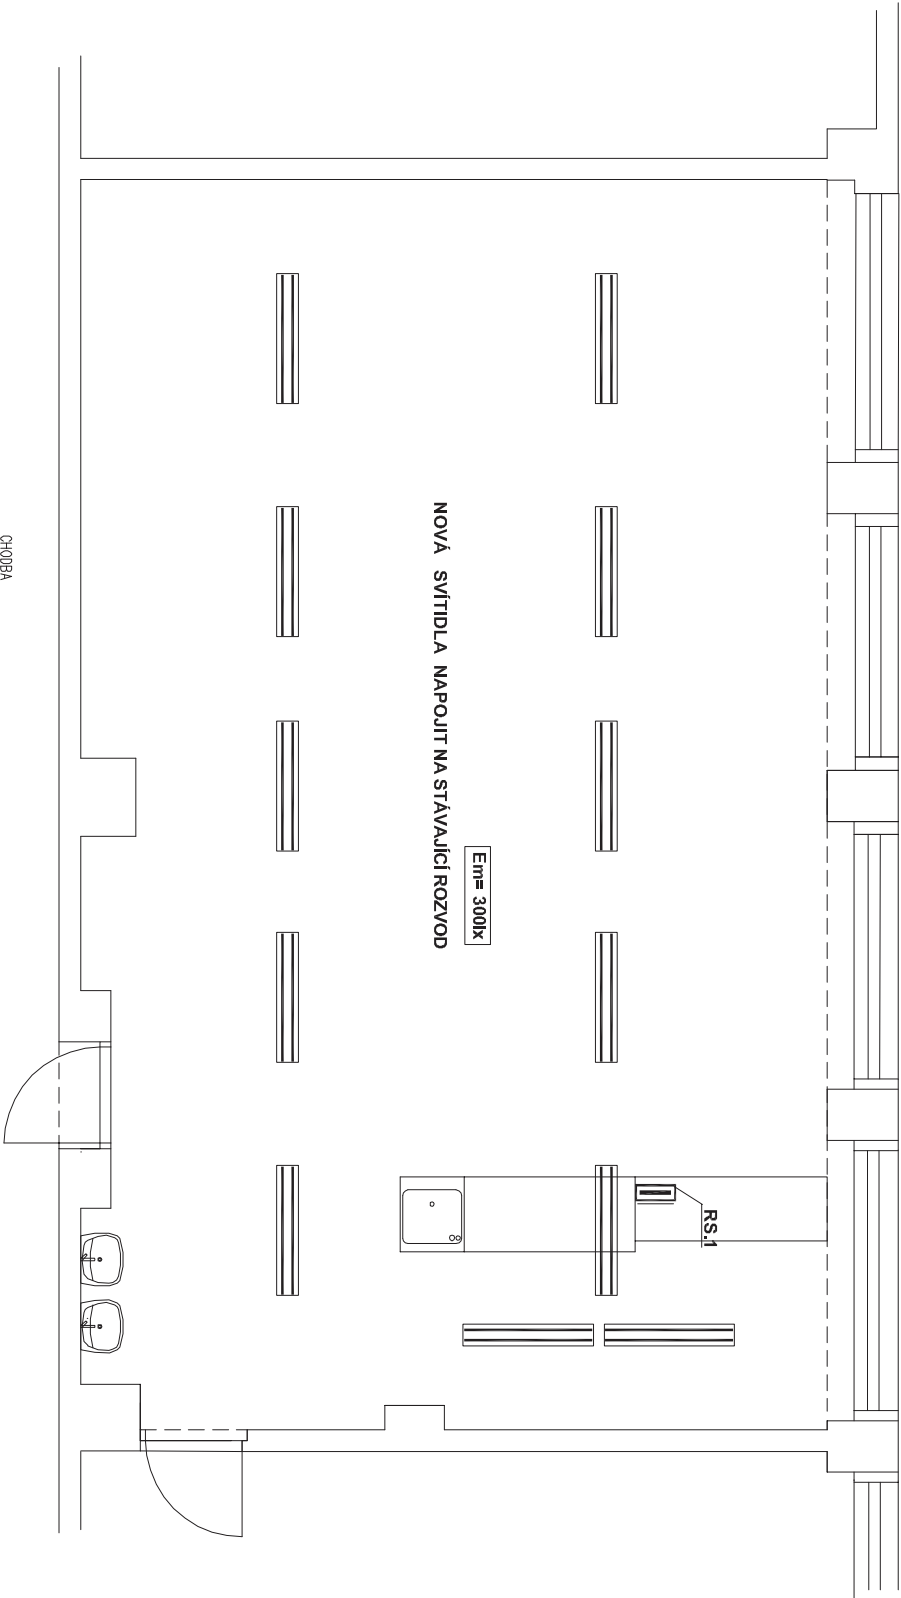 NOVÁ SVÍTIDLA NAPOJIT NA STÁVAJÍCÍ ROZVOD
Em= 300lx
RS.1
CHODBA